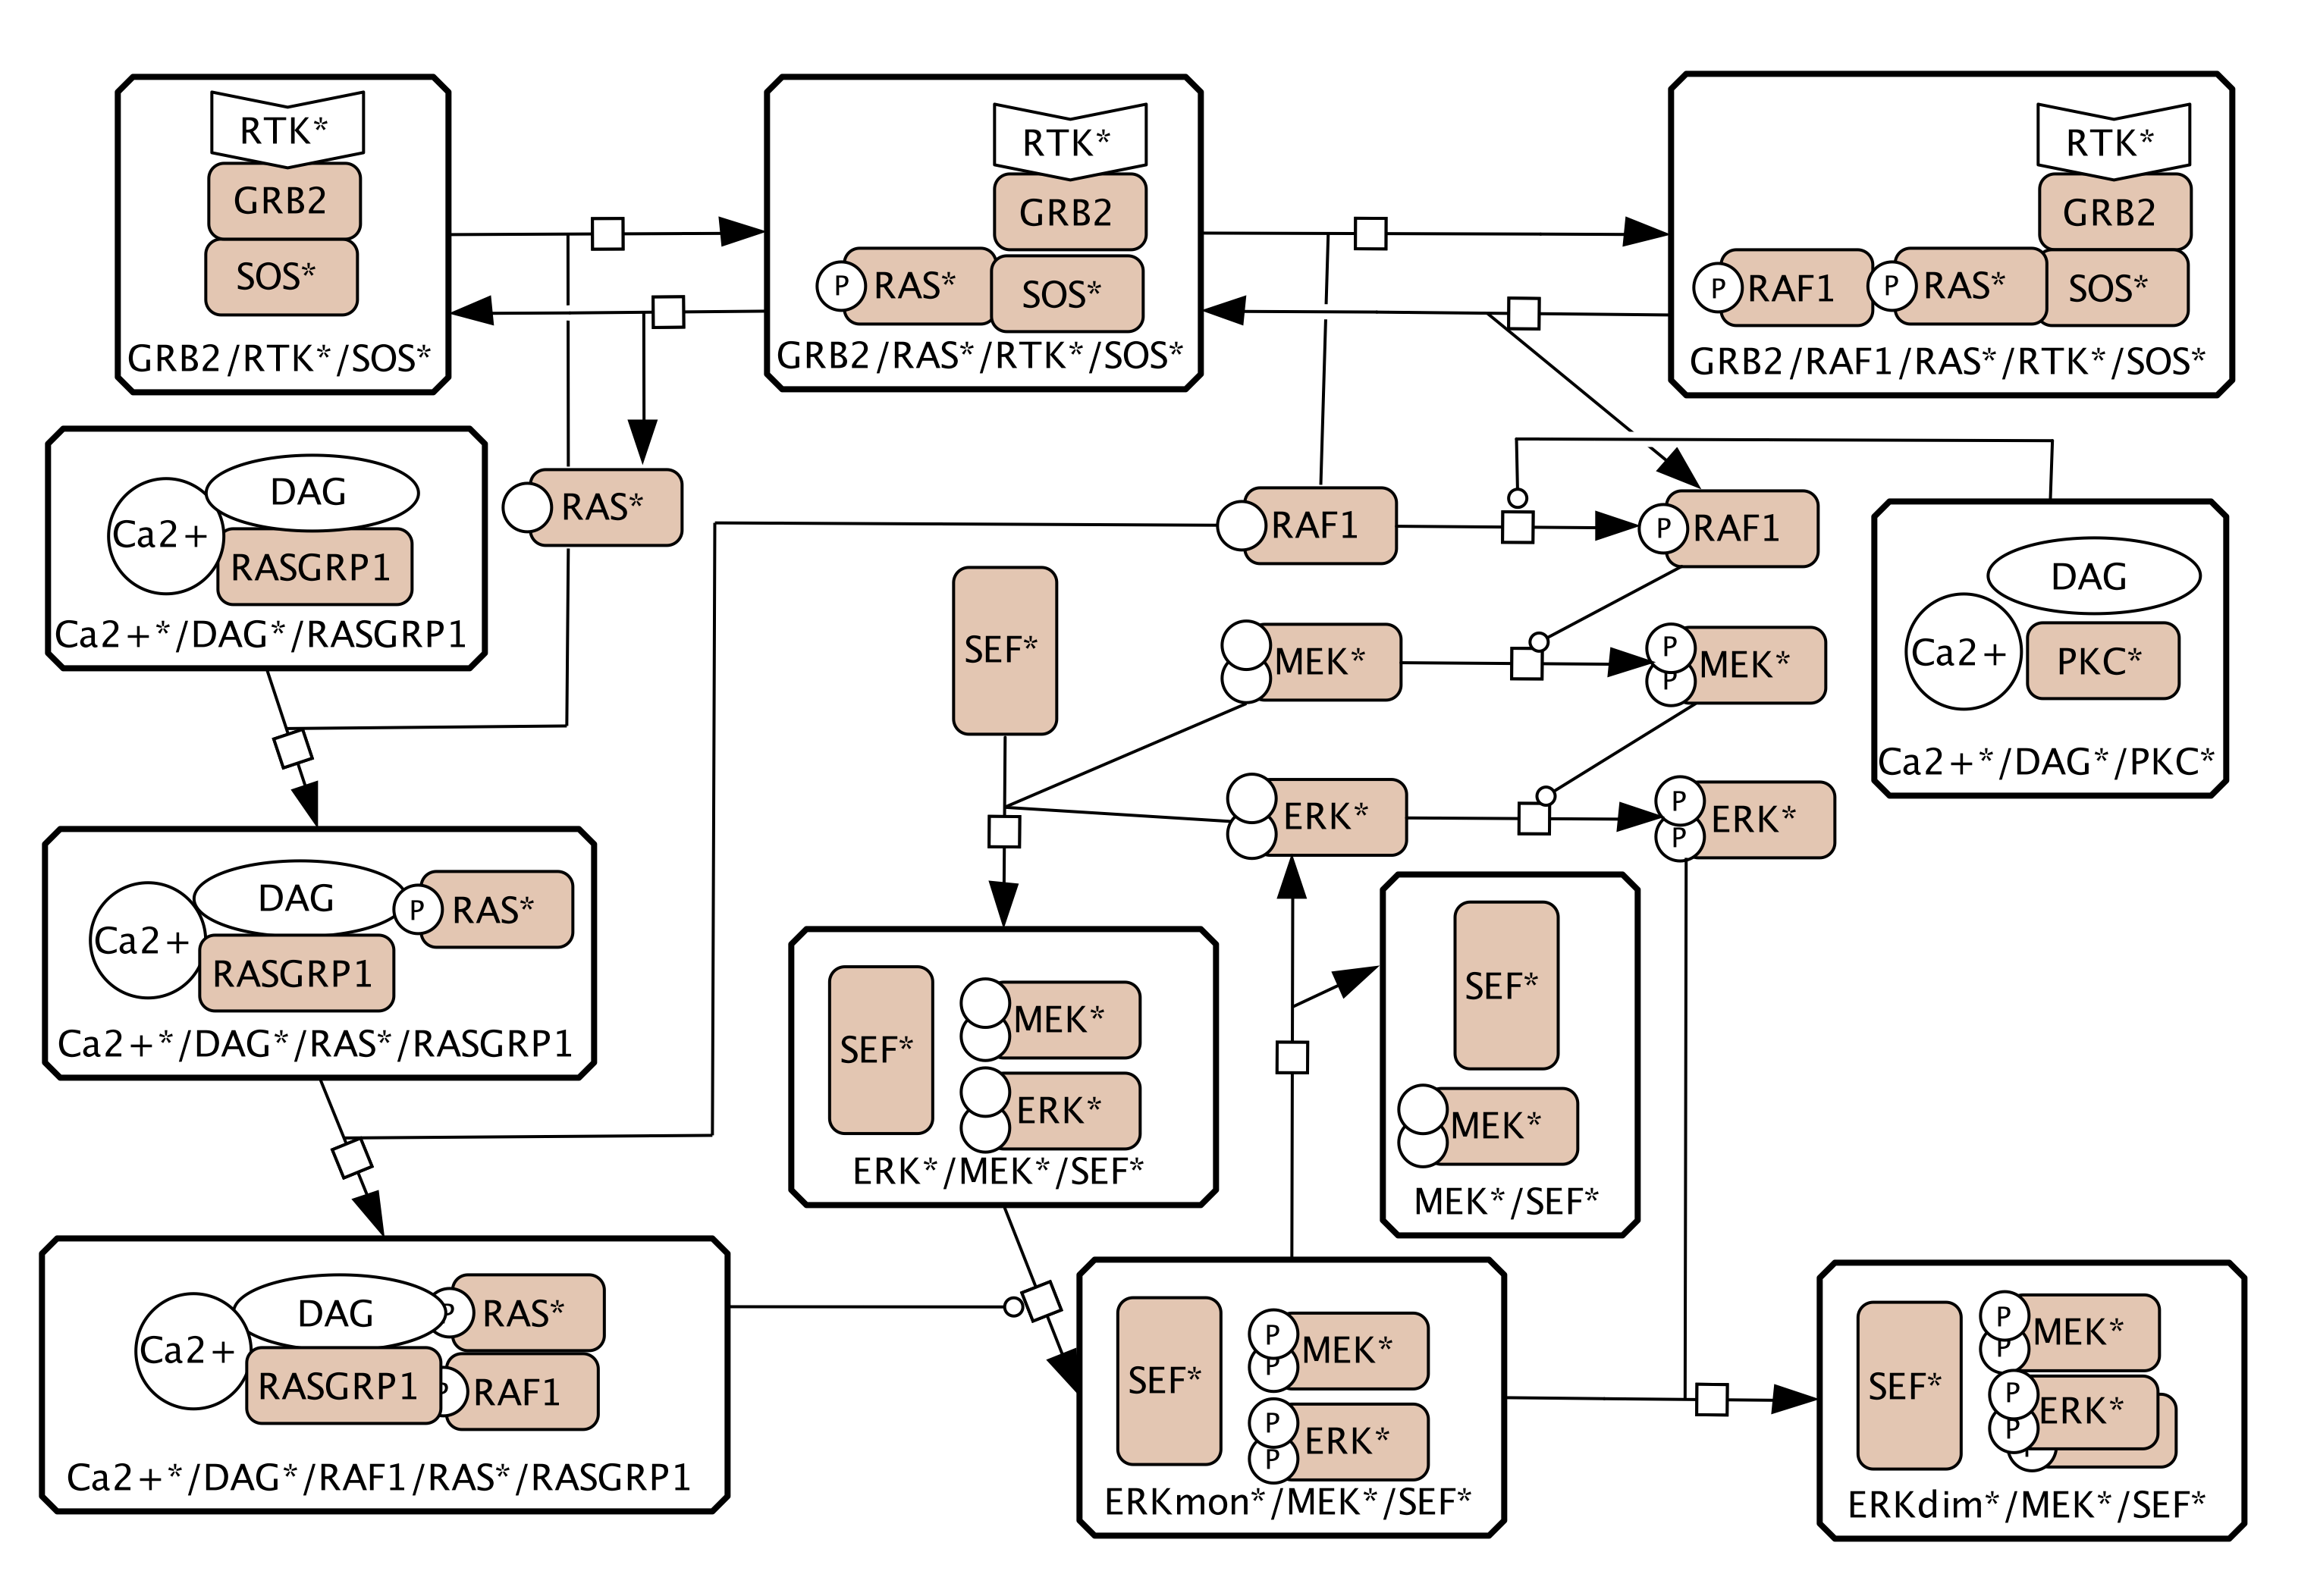 RTK*
GRB2
SOS*
GRB2/RTK*/SOS*
RTK*
GRB2
P
RAS*
SOS*
GRB2/RAS*/RTK*/SOS*
RTK*
GRB2
P
RAF1
P
RAS*
SOS*
GRB2/RAF1/RAS*/RTK*/SOS*
DAG
Ca2+
RASGRP1
Ca2+*/DAG*/RASGRP1
RAS*
RAF1
P
RAF1
SEF*
MEK*
P
P
MEK*
DAG
Ca2+
PKC*
Ca2+*/DAG*/PKC*
ERK*
P
P
ERK*
DAG
P
RAS*
Ca2+
RASGRP1
Ca2+*/DAG*/RAS*/RASGRP1
SEF*
MEK*
ERK*
ERK*/MEK*/SEF*
SEF*
MEK*
MEK*/SEF*
DAG
P
RAS*
Ca2+
RASGRP1
P
RAF1
Ca2+*/DAG*/RAF1/RAS*/RASGRP1
SEF*
P
P
MEK*
P
P
ERK*
ERKmon*/MEK*/SEF*
SEF*
P
P
MEK*
P
P
ERK*
ERKdim*/MEK*/SEF*